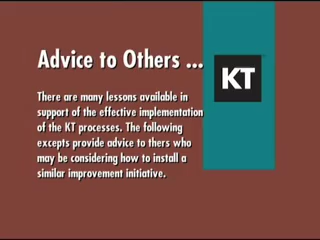 Advice to Others ...
KT
There are many lessons available in
support of the effective implementation
of the KT processes. The following
excepts provide advice to thers who
may be considering how to install a
similar improvement initiative.